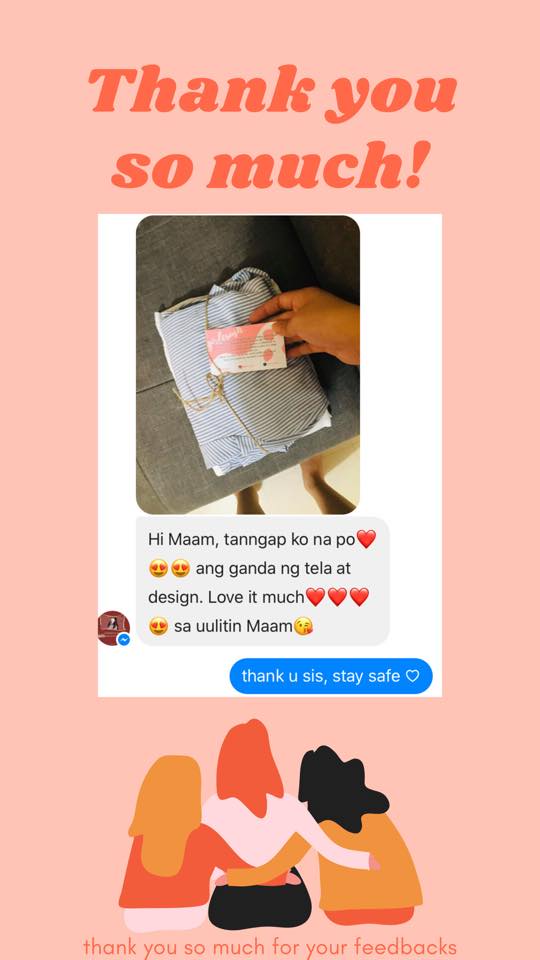 Thank you
so much!
Hi Maam, tanngap ko na po❤️
😍😍 ang ganda ng tela at
design. Love it much❤️❤️❤️
😍 sa uulitin Maam😘
thank u sis, stay safe ♡
thank you so much for your feedbacks